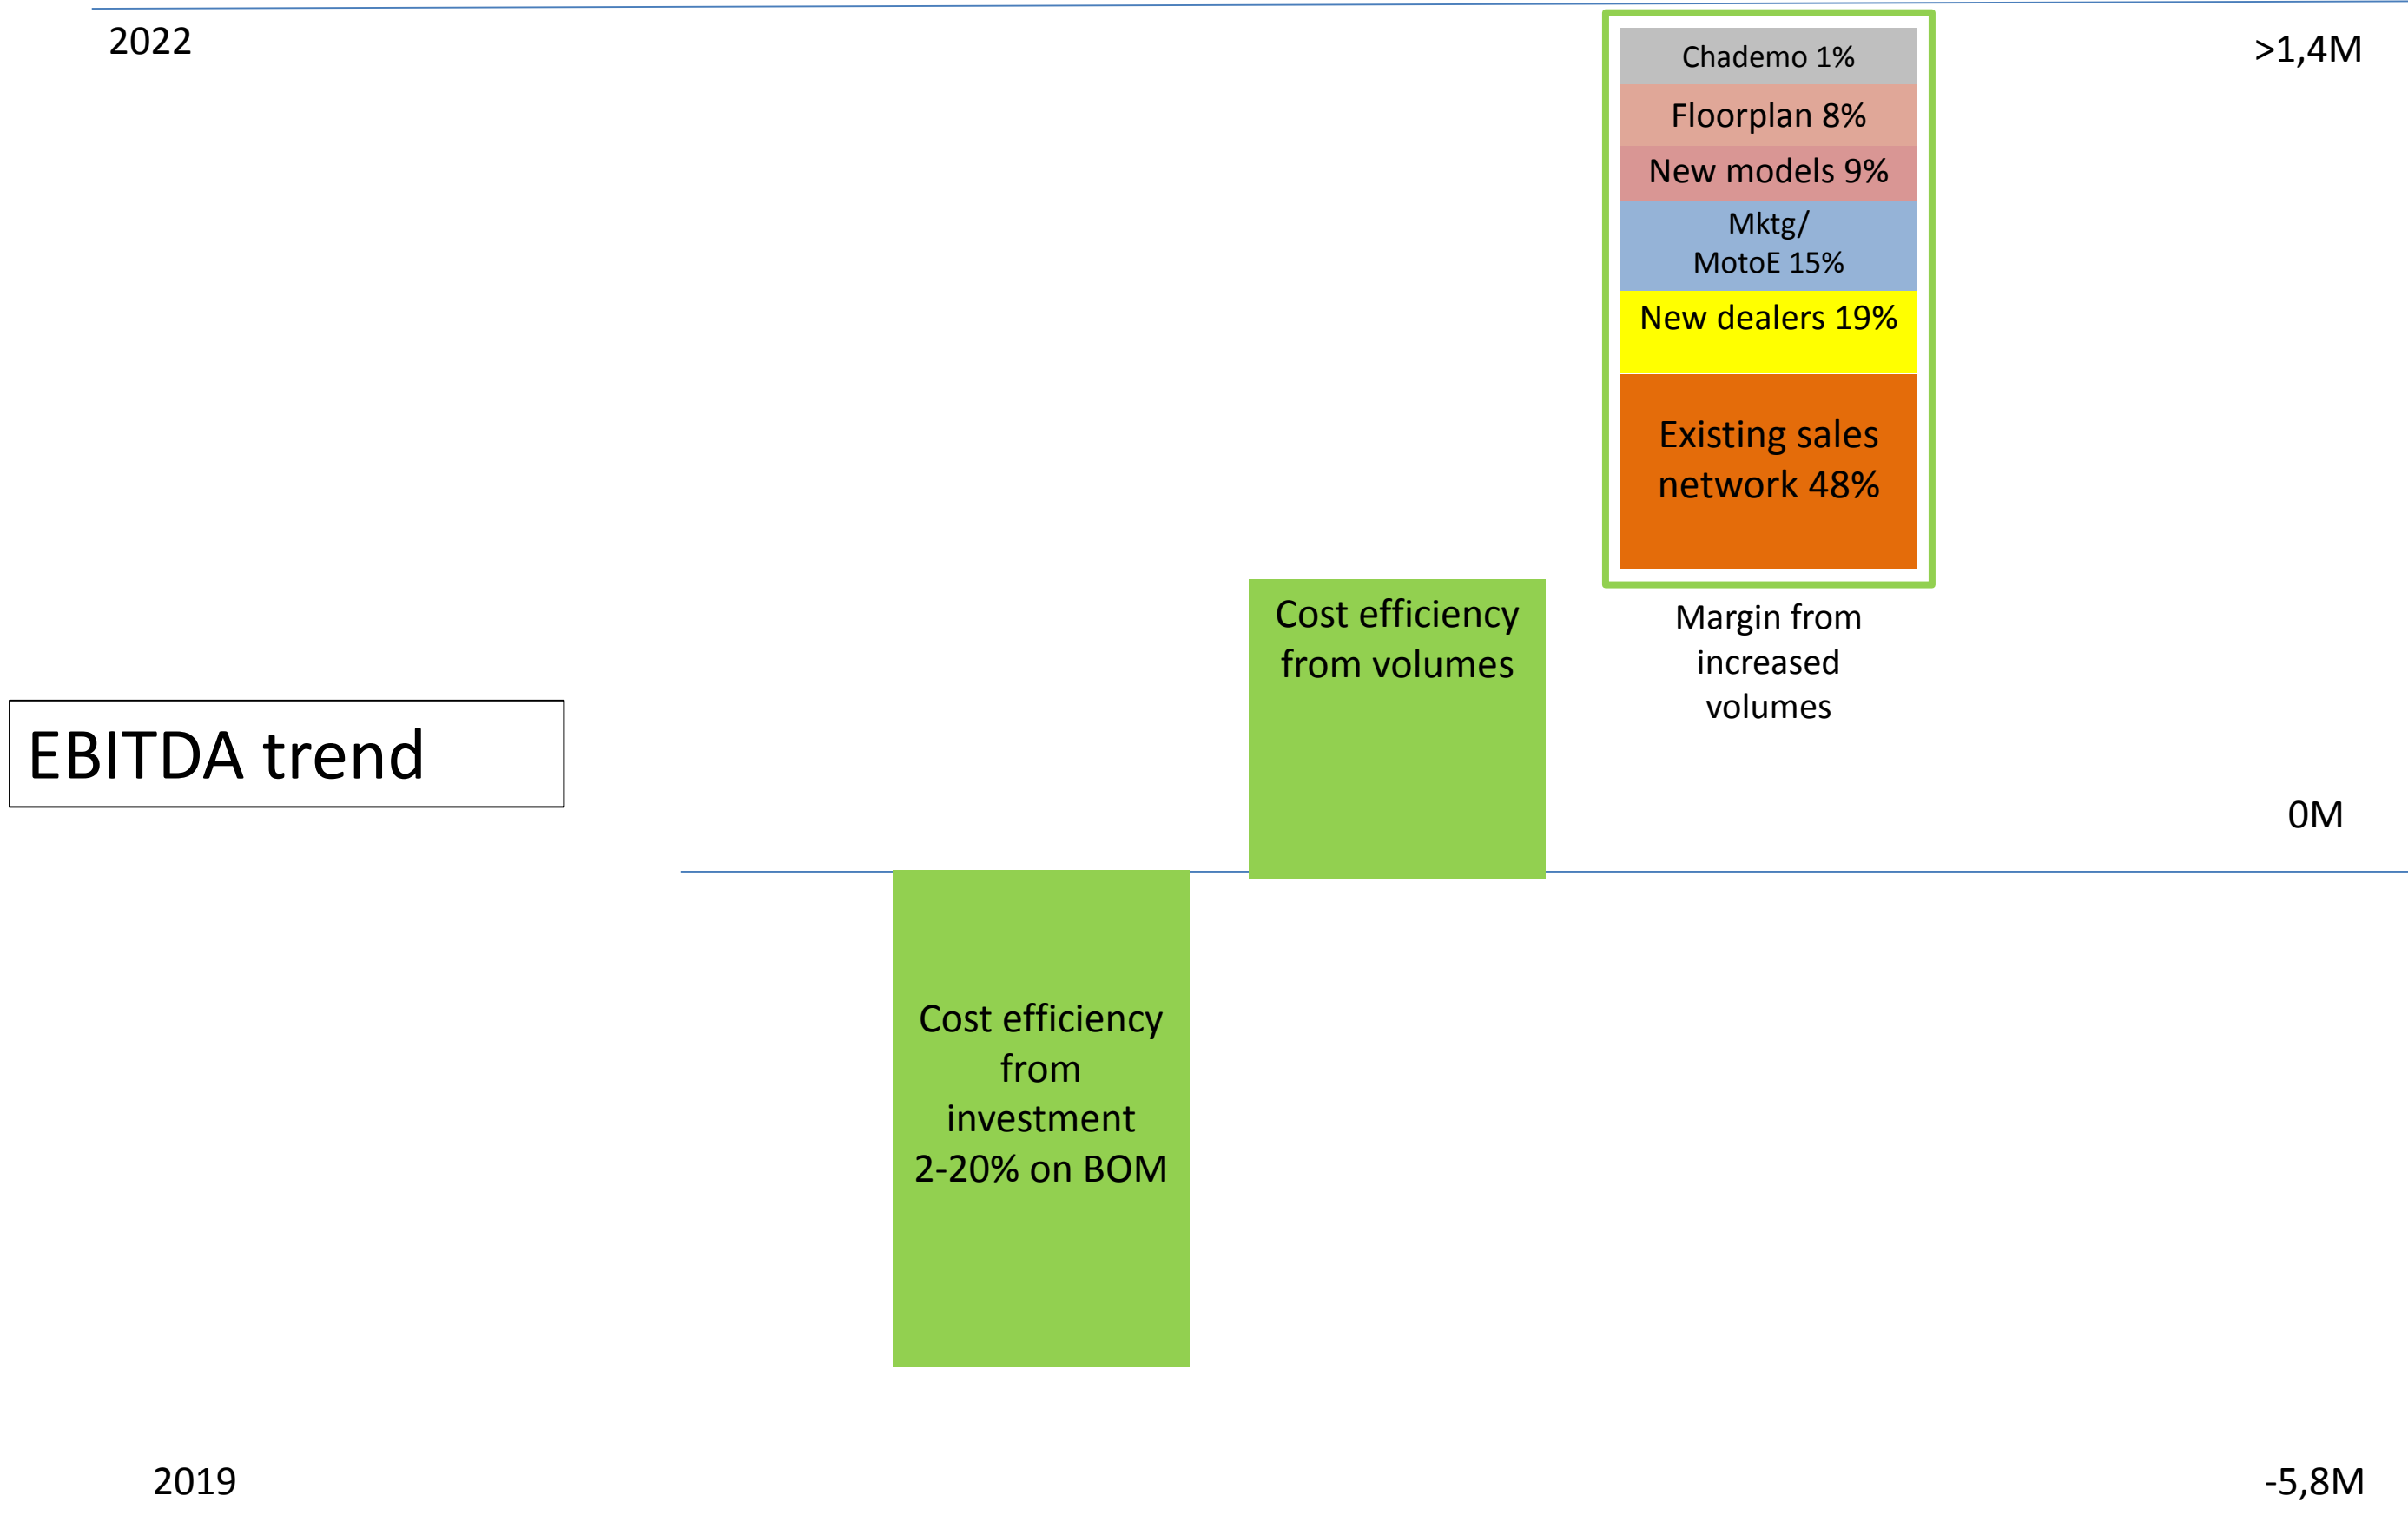 2022
>1,4M
Chademo 1%
Floorplan 8%
New models 9%
Mktg/
MotoE 15%
New dealers 19%
Existing sales
network 48%
Cost efficiency
from volumes
Margin from
increased
volumes
EBITDA trend
0M
Cost efficiency
from
investment
2-20% on BOM
2019
-5,8M